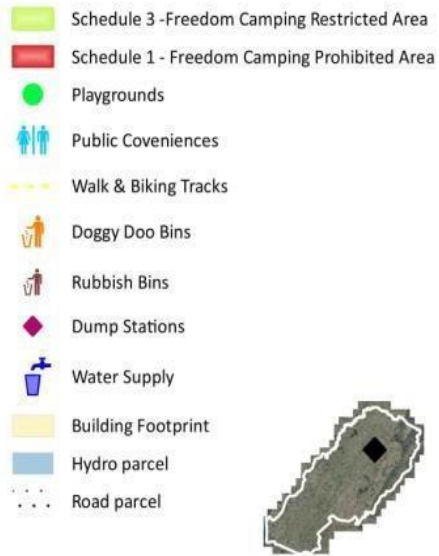 Schedule 3 -Freedom Camping Restricted Area
Schedule 1 - Freedom Camping Prohibited Area
Playgrounds
Public Coveniences
Walk & Biking Tracks
Doggy Doo Bins
Rubbish Bins
Dump Stations
Water Supply
Building Footprint
Hydro parcel
Road parcel